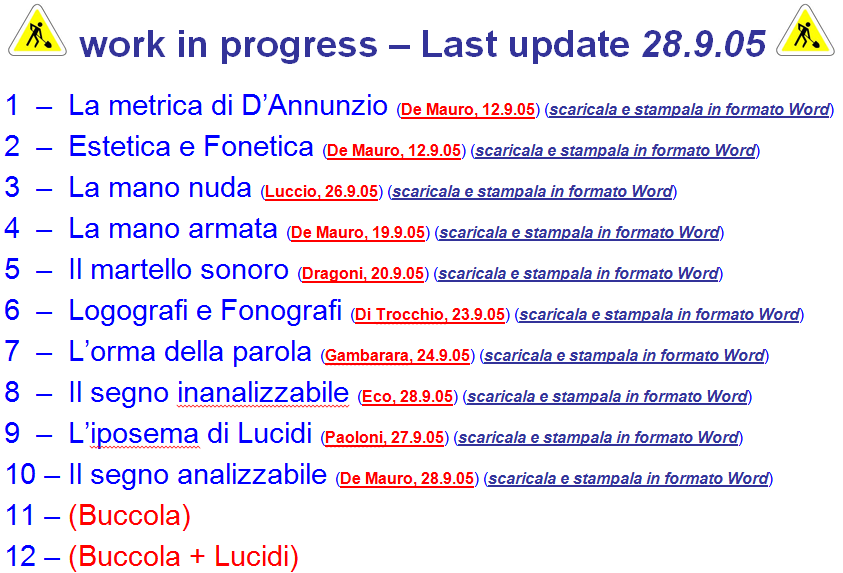 work in progress – Last update 28.9.05
1 – La metrica di D’Annunzio (De Mauro, 12.9.05) (scaricala e stampala in formato Word)
2 – Estetica e Fonetica (De Mauro, 12.9.05) (scaricala e stampala in formato Word)
3 – La mano nuda (Luccio, 26.9.05) (scaricala e stampala in formato Word)
4 – La mano armata (De Mauro, 19.9.05) (scaricala e stampala in formato Word)
5 – Il martello sonoro (Dragoni, 20.9.05) (scaricala e stampala in formato Word)
6 – Logografi e Fonografi (Di Trocchio, 23.9.05) (scaricala e stampala in formato Word)
7 – L’orma della parola (Gambarara, 24.9.05) (scaricala e stampala in formato Word)
8 – Il segno inanalizzabile (Eco, 28.9.05) (scaricala e stampala in formato Word)
9 – L’iposema di Lucidi (Paoloni, 27.9.05) (scaricala e stampala in formato Word)
10 – Il segno analizzabile (De Mauro, 28.9.05) (scaricala e stampala in formato Word)
11 – (Buccola)
12 – (Buccola + Lucidi)